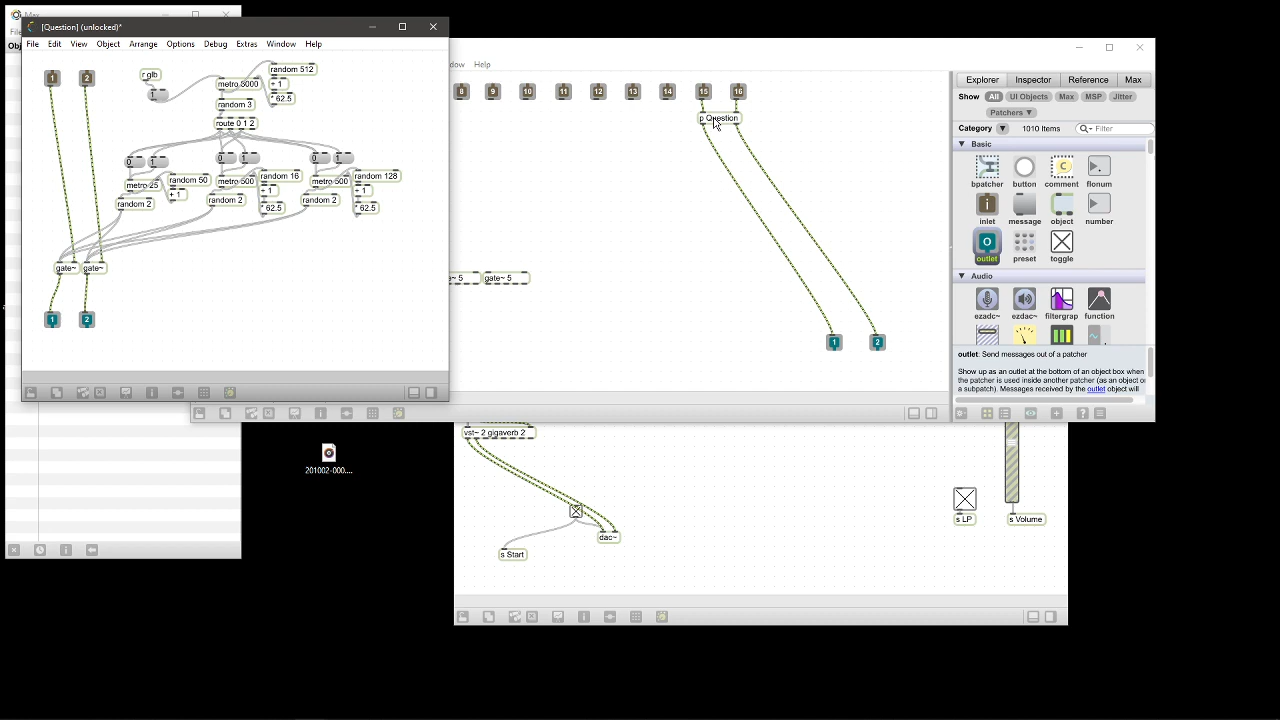 Max
[Question] (unlocked)*
File Edit View Object Arrange Options Debug Extras Window Help
1 2
r glb
1
metro 3000
random 512
+ 1
* 62.5
random 3
route 0 1 2
0 1 0 1 0 1
metro 25
random 50
+ 1
random 2
metro 500
random 16
+ 1
* 62.5
random 2
metro 500
random 128
+ 1
* 62.5
random 2
gate~ gate~
1 2
Help
8 9 10 11 12 13 14 15 16
p Question
gate~ 5
1 2
Explorer Inspector Reference Max
Show All UI Objects Max MSP Jitter
Patchers ▼
Category ▼ 1010 Items Filter
Basic
bpatcher button comment flonum
inlet message object number
outlet preset toggle
Audio
ezadc~ ezdac~ filtergrap function
outlet: Send messages out of a patcher
Show up as an outlet at the bottom of an object box when
the patcher is used inside another patcher (as an object or
a subpatch). Messages received by the outlet object will
vst~ 2 gigaverb 2
201002-000....
s LP s Volume
dac~
s Start